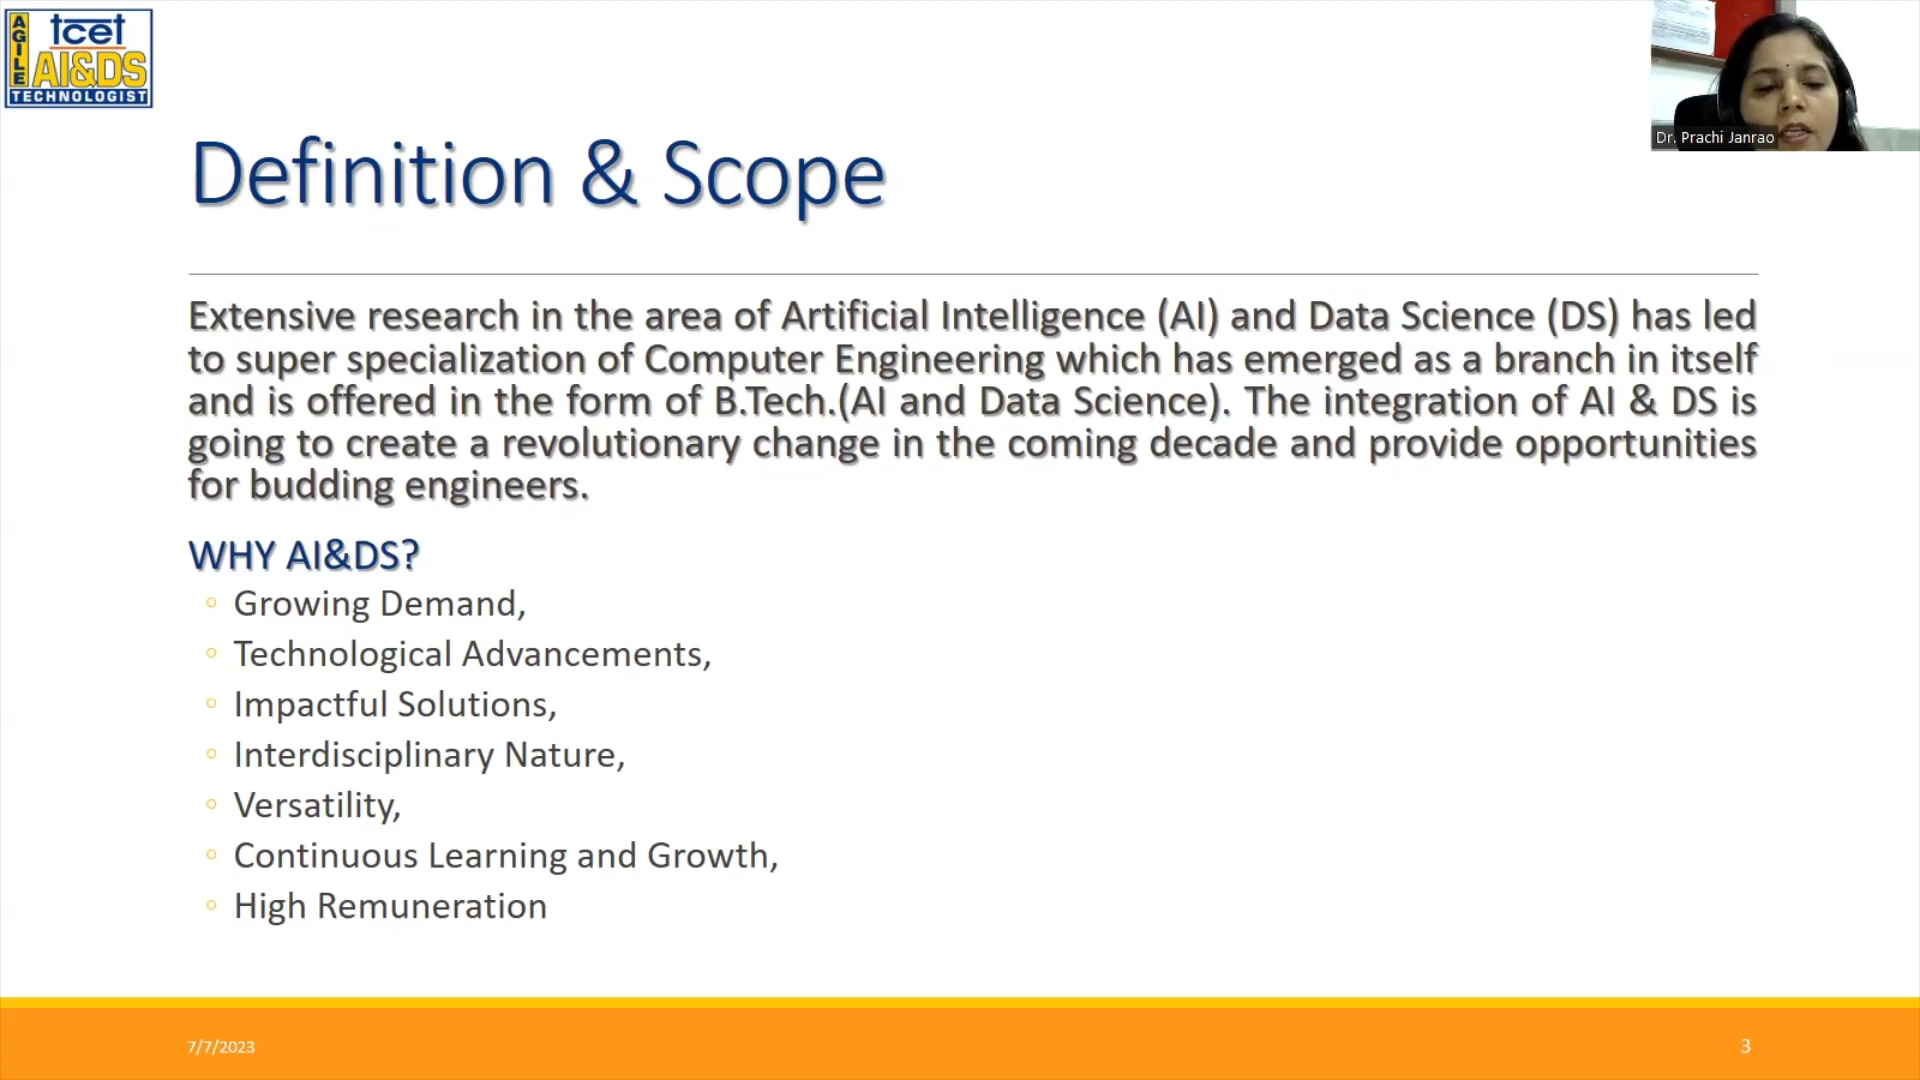 AGILE
tcet
AI&DS
TECHNOLOGIST
Dr. Prachi Janrao
Definition & Scope
Extensive research in the area of Artificial Intelligence (AI) and Data Science (DS) has led
to super specialization of Computer Engineering which has emerged as a branch in itself
and is offered in the form of B.Tech.(AI and Data Science). The integration of AI & DS is
going to create a revolutionary change in the coming decade and provide opportunities
for budding engineers.
WHY AI&DS?
◦ Growing Demand,
◦ Technological Advancements,
◦ Impactful Solutions,
◦ Interdisciplinary Nature,
◦ Versatility,
◦ Continuous Learning and Growth,
◦ High Remuneration
7/7/2023
3